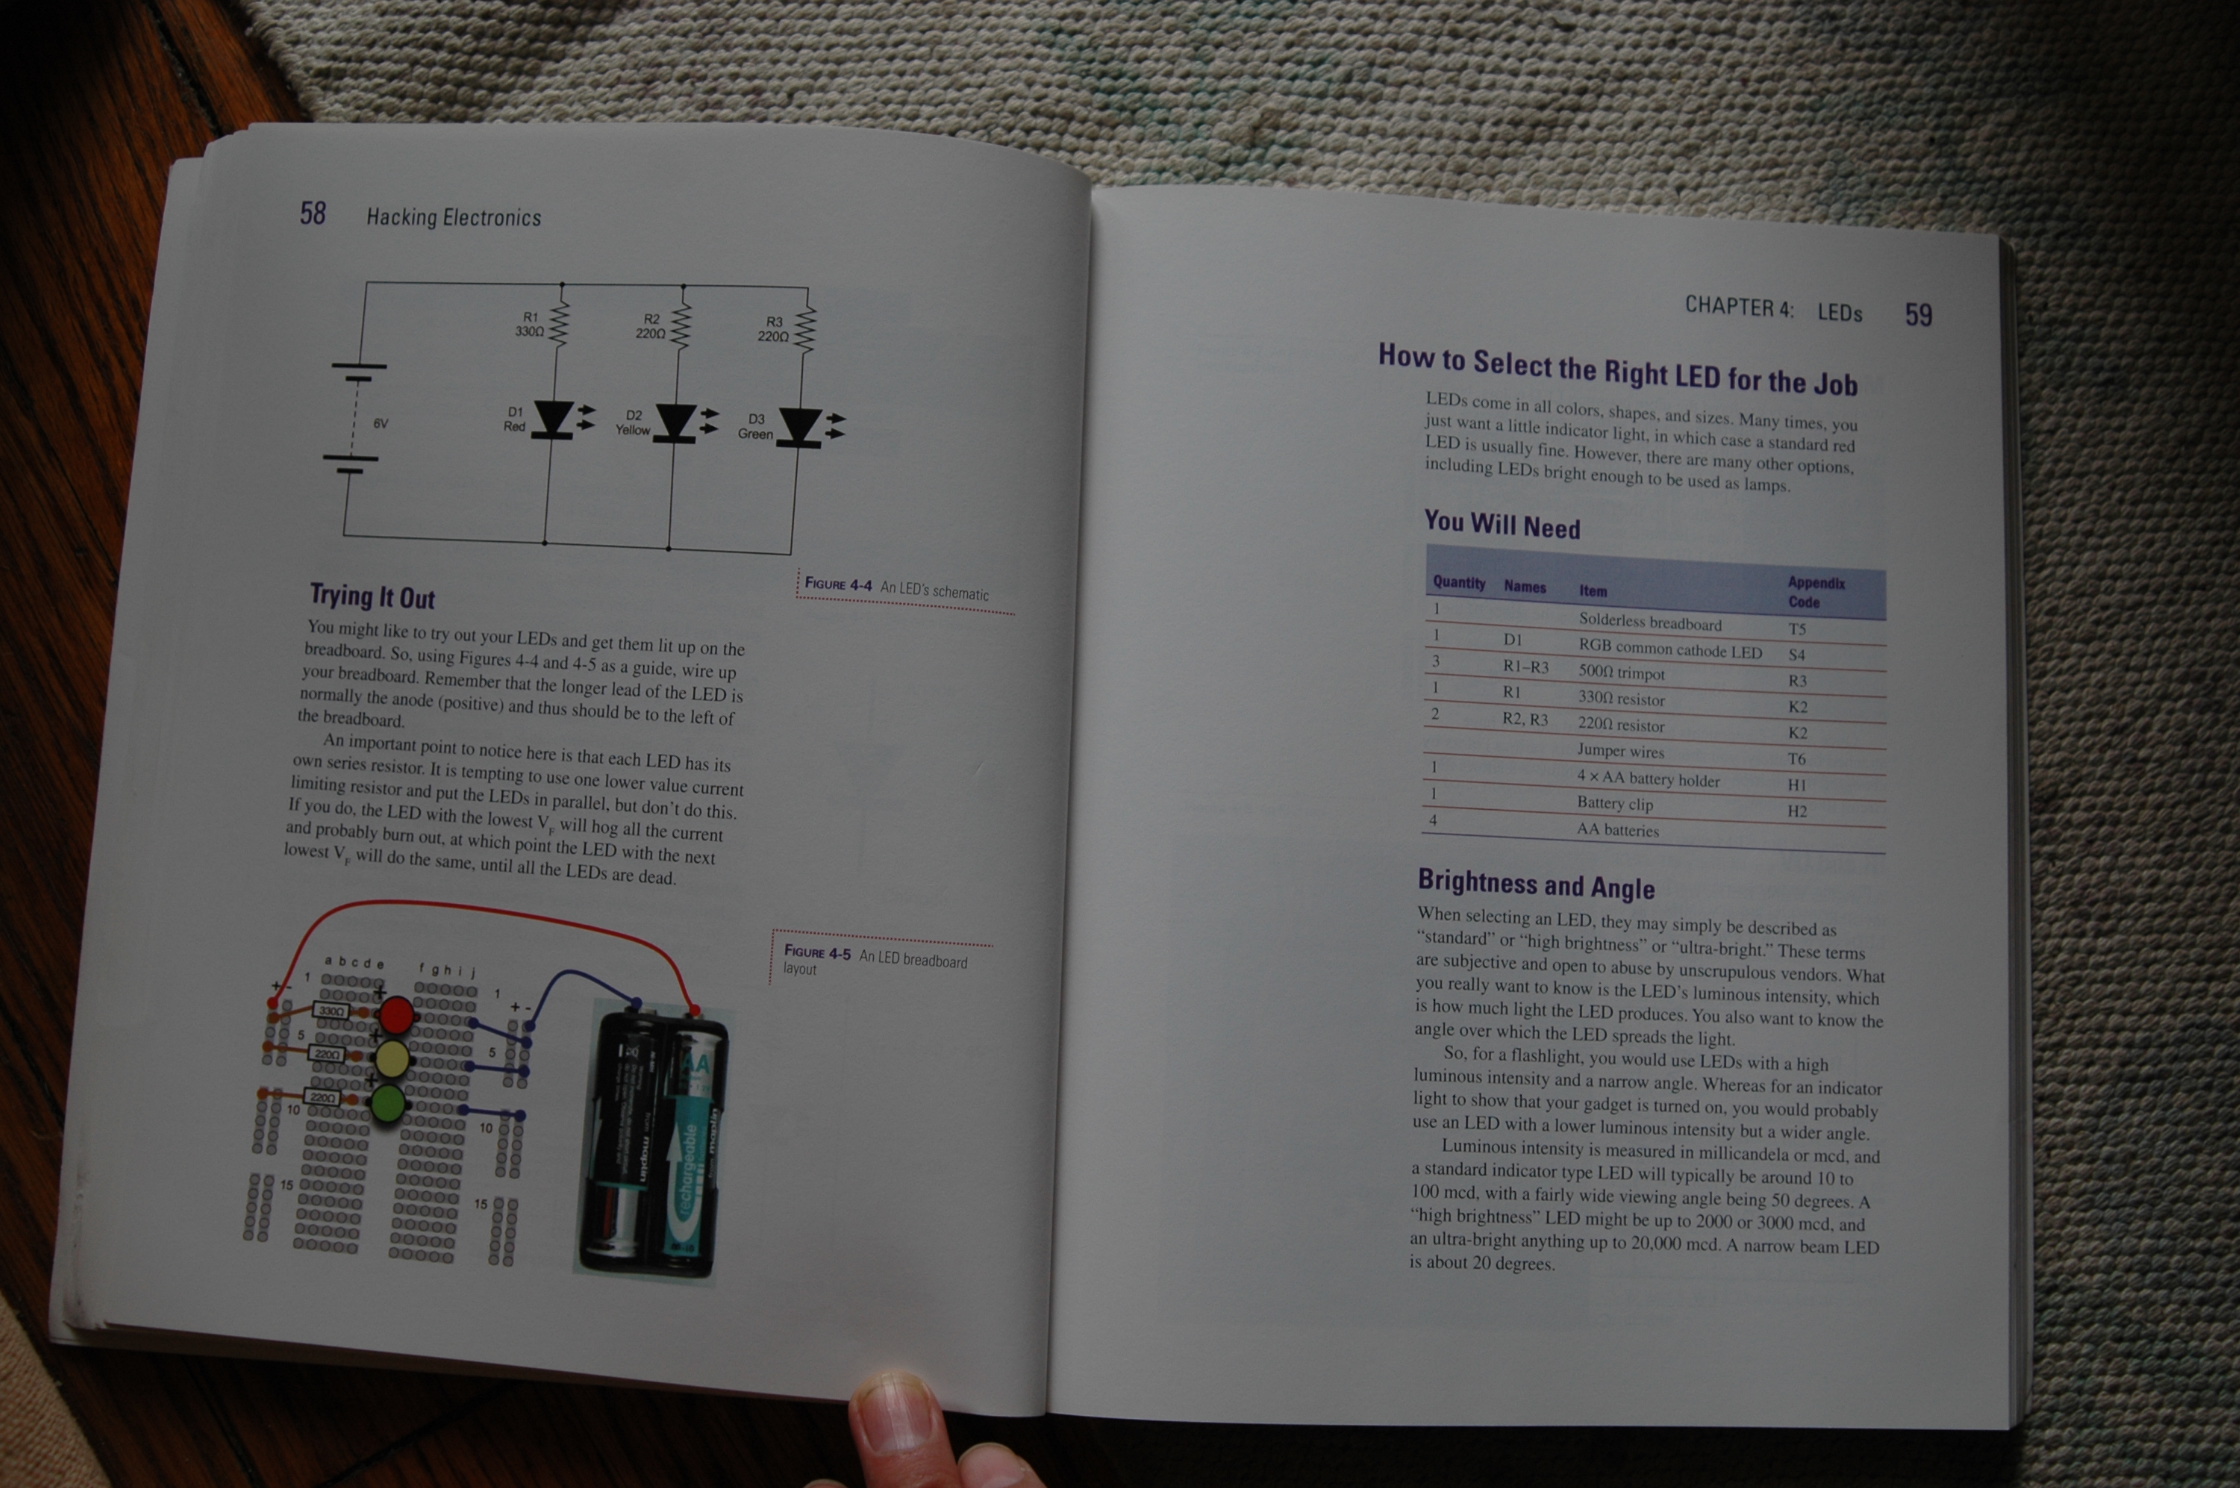 58 Hacking Electronics
R1
330Ω
R2
220Ω
R3
220Ω
6V
D1
Red
D2
Yellow
D3
Green
FIGURE 4-4 An LED's schematic
Trying It Out
You might like to try out your LEDs and get them lit up on the
breadboard. So, using Figures 4-4 and 4-5 as a guide, wire up
your breadboard. Remember that the longer lead of the LED is
normally the anode (positive) and thus should be to the left of
the breadboard.
An important point to notice here is that each LED has its
own series resistor. It is tempting to use one lower value current
limiting resistor and put the LEDs in parallel, but don't do this.
If you do, the LED with the lowest VF will hog all the current
and probably burn out, at which point the LED with the next
lowest VF will do the same, until all the LEDs are dead.
FIGURE 4-5 An LED breadboard
layout
+ -
1
a b c d e
f g h i j
1
+ -
+
330Ω
5
+
220Ω
5
+
220Ω
10
10
15
15
from maplin
rechargeable
AA
from maplin
CHAPTER 4: LEDs 59
How to Select the Right LED for the Job
LEDs come in all colors, shapes, and sizes. Many times, you
just want a little indicator light, in which case a standard red
LED is usually fine. However, there are many other options,
including LEDs bright enough to be used as lamps.
You Will Need
Quantity Names Item Appendix
Code
1 Solderless breadboard T5
1 D1 RGB common cathode LED S4
3 R1–R3 500Ω trimpot R3
1 R1 330Ω resistor K2
2 R2, R3 220Ω resistor K2
Jumper wires T6
1 4 × AA battery holder H1
1 Battery clip H2
4 AA batteries
Brightness and Angle
When selecting an LED, they may simply be described as
"standard" or "high brightness" or "ultra-bright." These terms
are subjective and open to abuse by unscrupulous vendors. What
you really want to know is the LED's luminous intensity, which
is how much light the LED produces. You also want to know the
angle over which the LED spreads the light.
So, for a flashlight, you would use LEDs with a high
luminous intensity and a narrow angle. Whereas for an indicator
light to show that your gadget is turned on, you would probably
use an LED with a lower luminous intensity but a wider angle.
Luminous intensity is measured in millicandela or mcd, and
a standard indicator type LED will typically be around 10 to
100 mcd, with a fairly wide viewing angle being 50 degrees. A
"high brightness" LED might be up to 2000 or 3000 mcd, and
an ultra-bright anything up to 20,000 mcd. A narrow beam LED
is about 20 degrees.